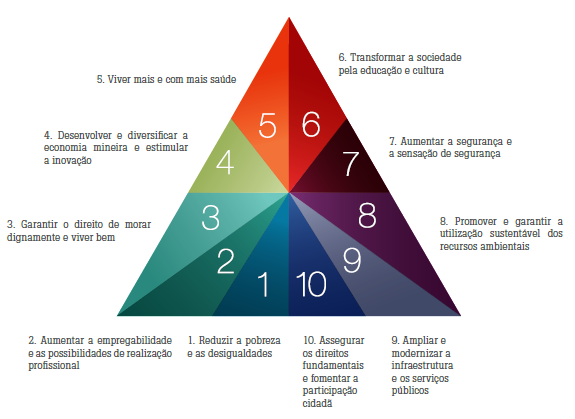 5. Viver mais e com mais saúde
6. Transformar a sociedade
pela educação e cultura
4. Desenvolver e diversificar a
economia mineira e estimular
a inovação
7. Aumentar a segurança e
a sensação de segurança
3. Garantir o direito de morar
dignamente e viver bem
8. Promover e garantir a
utilização sustentável dos
recursos ambientais
5
6
4
7
3
8
2
9
1
10
2. Aumentar a empregabilidade
e as possibilidades de realização
profissional
1. Reduzir a pobreza
e as desigualdades
10. Assegurar
os direitos
fundamentais
e fomentar a
participação
cidadã
9. Ampliar e
modernizar a
infraestrutura
e os serviços
públicos